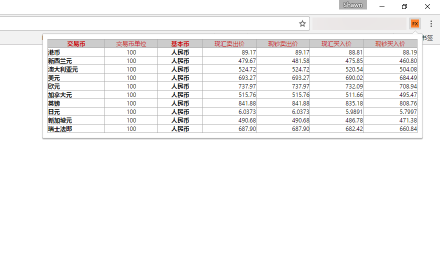 Shawn
FX
书签
交易币 交易币单位 基本币 现汇卖出价 现钞卖出价 现汇买入价 现钞买入价
港币 100 人民币 89.17 89.17 88.81 88.19
新西兰元 100 人民币 479.67 481.58 475.85 460.80
澳大利亚元 100 人民币 524.72 524.72 520.54 504.08
美元 100 人民币 693.27 693.27 690.02 684.49
欧元 100 人民币 737.97 737.97 732.09 708.94
加拿大元 100 人民币 515.76 515.76 511.66 495.47
英镑 100 人民币 841.88 841.88 835.18 808.76
日元 100 人民币 6.0373 6.0373 5.9891 5.7997
新加坡元 100 人民币 490.68 490.68 486.78 471.38
瑞士法郎 100 人民币 687.90 687.90 682.42 660.84